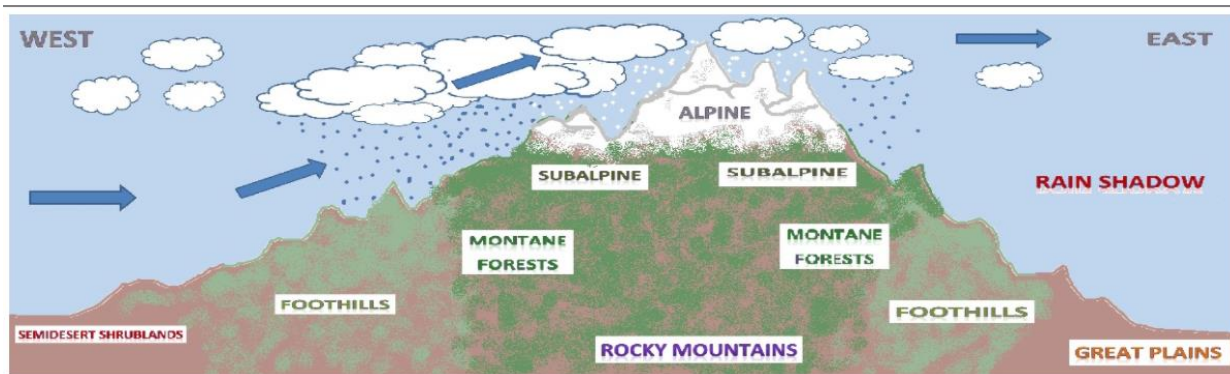 WEST
EAST
ALPINE
SUBALPINE
SUBALPINE
RAIN SHADOW
MONTANE
FORESTS
MONTANE
FORESTS
FOOTHILLS
FOOTHILLS
SEMIDESERT SHRUBLANDS
ROCKY MOUNTAINS
GREAT PLAINS